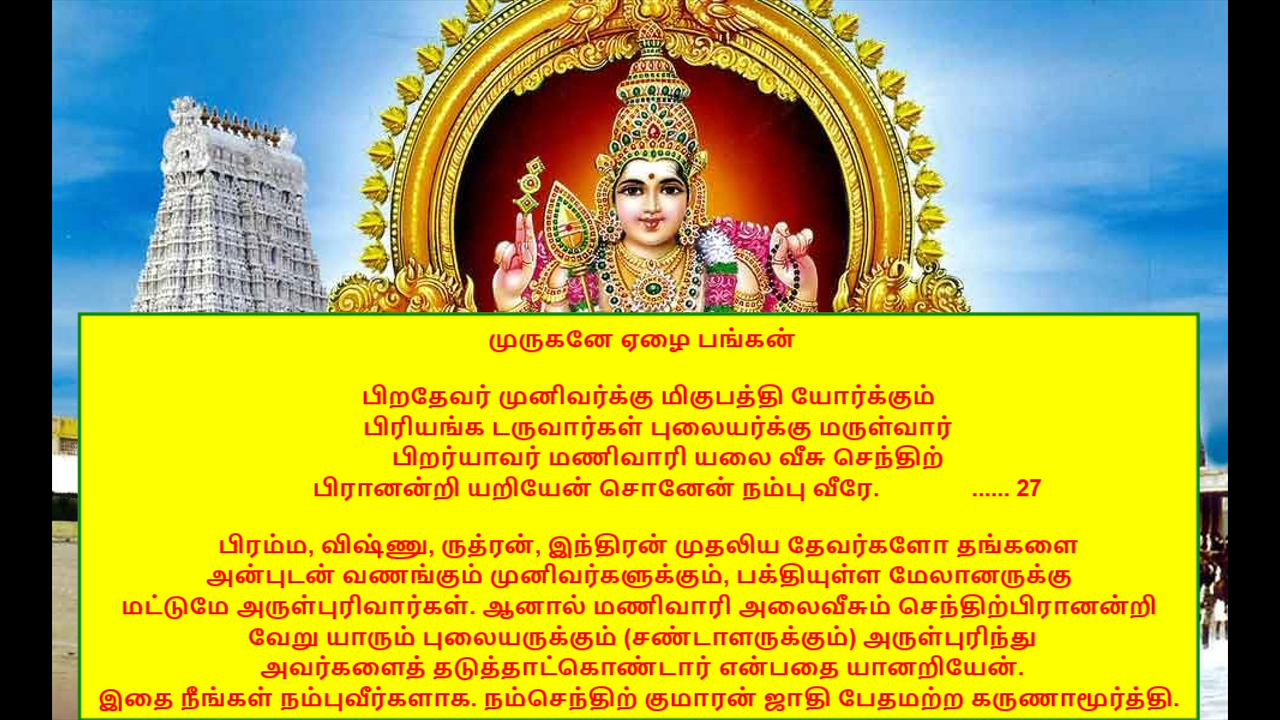 முருகனே ஏழை பங்கன்
பிறதேவர் முனிவர்க்கு மிகுபத்தி யோர்க்கும்
பிரியங்க டருவார்கள் புலையர்க்கு மருள்வார்
பிறர்யாவர் மணிவாரி யலை வீசு செந்திற்
பிரானன்றி யறியேன் சொனேன் நம்பு வீரே. ...... 27
பிரம்ம, விஷ்ணு, ருத்ரன், இந்திரன் முதலிய தேவர்களோ தங்களை
அன்புடன் வணங்கும் முனிவர்களுக்கும், பக்தியுள்ள மேலானருக்கு
மட்டுமே அருள்புரிவார்கள். ஆனால் மணிவாரி அலைவீசும் செந்திற்பிரானன்றி
வேறு யாரும் புலையருக்கும் (சண்டாளருக்கும்) அருள்புரிந்து
அவர்களைத் தடுத்தாட்கொண்டார் என்பதை யானறியேன்.
இதை நீங்கள் நம்புவீர்களாக. நம்செந்திற் குமாரன் ஜாதி பேதமற்ற கருணாமூர்த்தி.